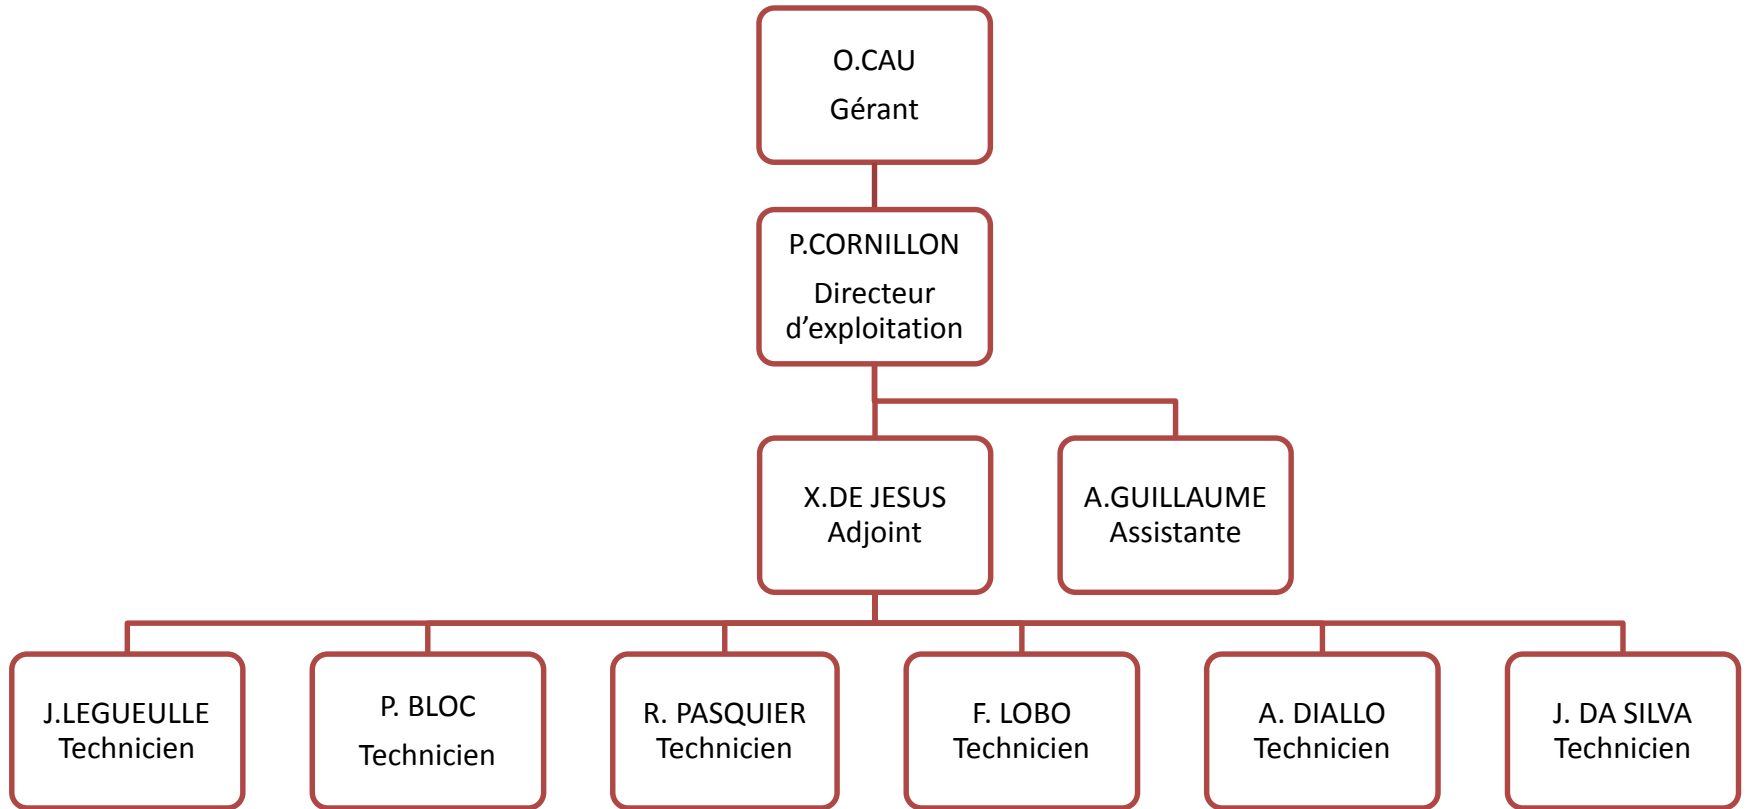 O.CAU
Gérant
P.CORNILLON
Directeur
d’exploitation
X.DE JESUS
Adjoint
A.GUILLAUME
Assistante
J.LEGUEULLE
Technicien
P. BLOC
Technicien
R. PASQUIER
Technicien
F. LOBO
Technicien
A. DIALLO
Technicien
J. DA SILVA
Technicien